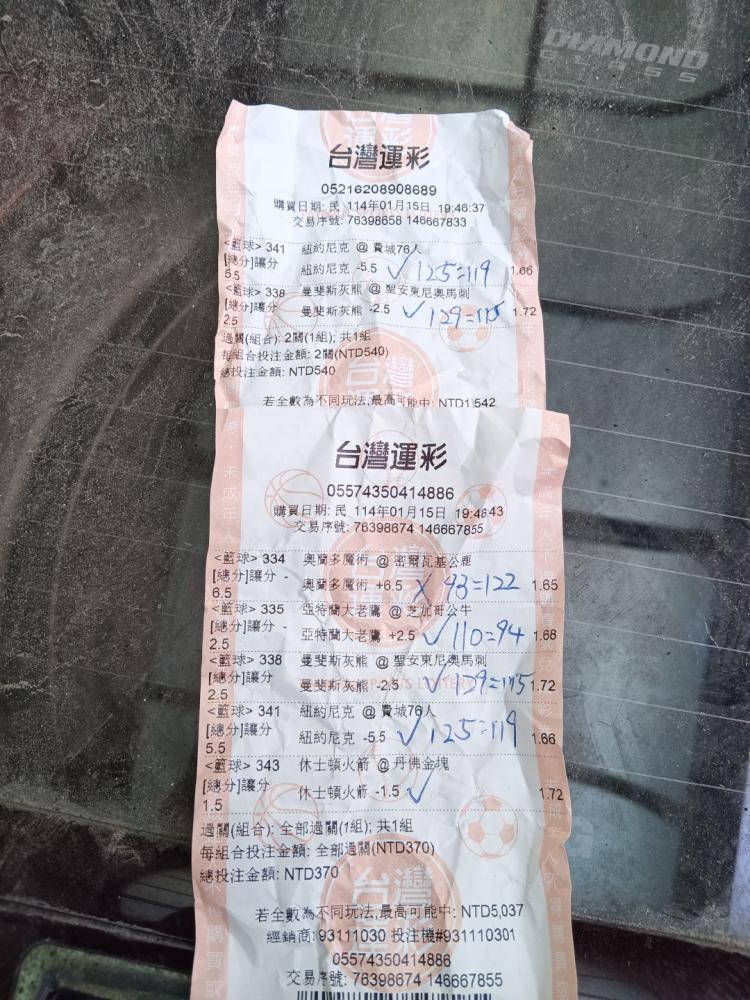 DIAMOND
GLASS
台灣運彩
05216208908689
購買日期: 民 114年01月15日 19:46:37
交易序號: 76398658 146667833
<籃球> 341 紐約尼克 @ 費城76人
[總分]讓分 紐約尼克 -5.5 ✓ 125=119 1.66
5.5
<籃球> 338 曼斐斯灰熊 @ 聖安東尼奧馬刺
[總分]讓分 曼斐斯灰熊 -2.5 ✓ 129=115 1.72
2.5
過關(組合): 2關(1組); 共1組
每組合投注金額: 2關(NTD540)
總投注金額: NTD540
若全數為不同玩法,最高可能中: NTD1,542
台灣運彩
05574350414886
購買日期: 民 114年01月15日 19:46:43
交易序號: 76398674 146667855
<籃球> 334 奧蘭多魔術 @ 密爾瓦基公鹿
[總分]讓分 - 奧蘭多魔術 +6.5 X 93=122 1.65
6.5
<籃球> 335 亞特蘭大老鷹 @ 芝加哥公牛
[總分]讓分 - 亞特蘭大老鷹 +2.5 ✓ 110=94 1.68
2.5
<籃球> 338 曼斐斯灰熊 @ 聖安東尼奧馬刺
[總分]讓分 曼斐斯灰熊 -2.5 ✓ 129=115 1.72
2.5
<籃球> 341 紐約尼克 @ 費城76人
[總分]讓分 紐約尼克 -5.5 ✓ 125=119 1.66
5.5
<籃球> 343 休士頓火箭 @ 丹佛金塊
[總分]讓分 休士頓火箭 -1.5 ✓ 1.72
1.5
過關(組合): 全部過關(1組); 共1組
每組合投注金額: 全部過關(NTD370)
總投注金額: NTD370
若全數為不同玩法,最高可能中: NTD5,037
經銷商:93111030 投注機#931110301
05574350414886
交易序號: 76398674 146667855